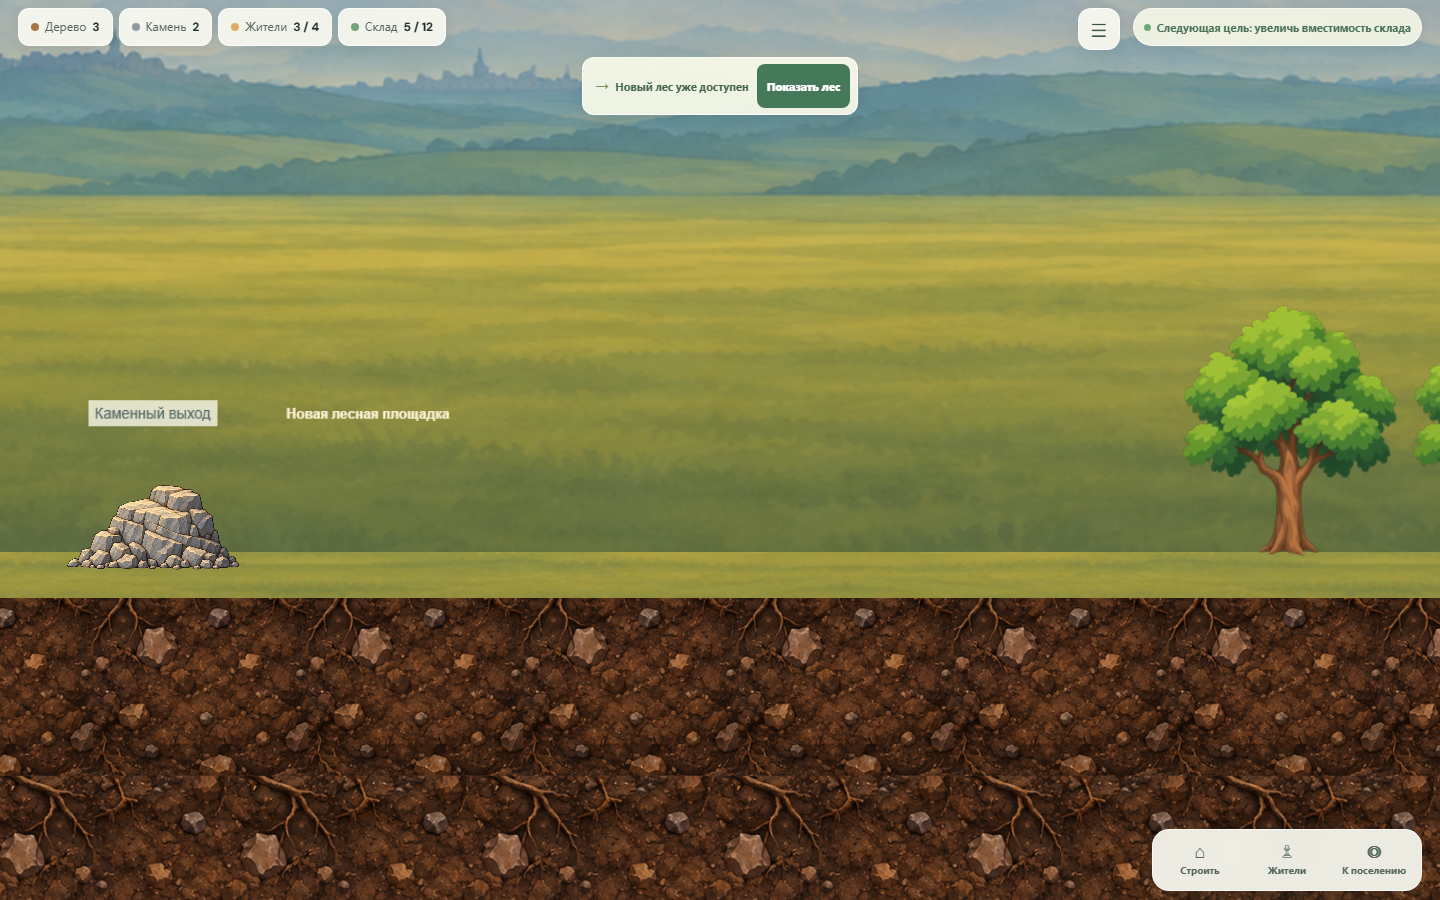 Дерево 3
Камень 2
Жители 3 / 4
Склад 5 / 12
Следующая цель: увеличь вместимость склада
→ Новый лес уже доступен
Показать лес
Каменный выход
Новая лесная площадка
Строить
Жители
К поселению